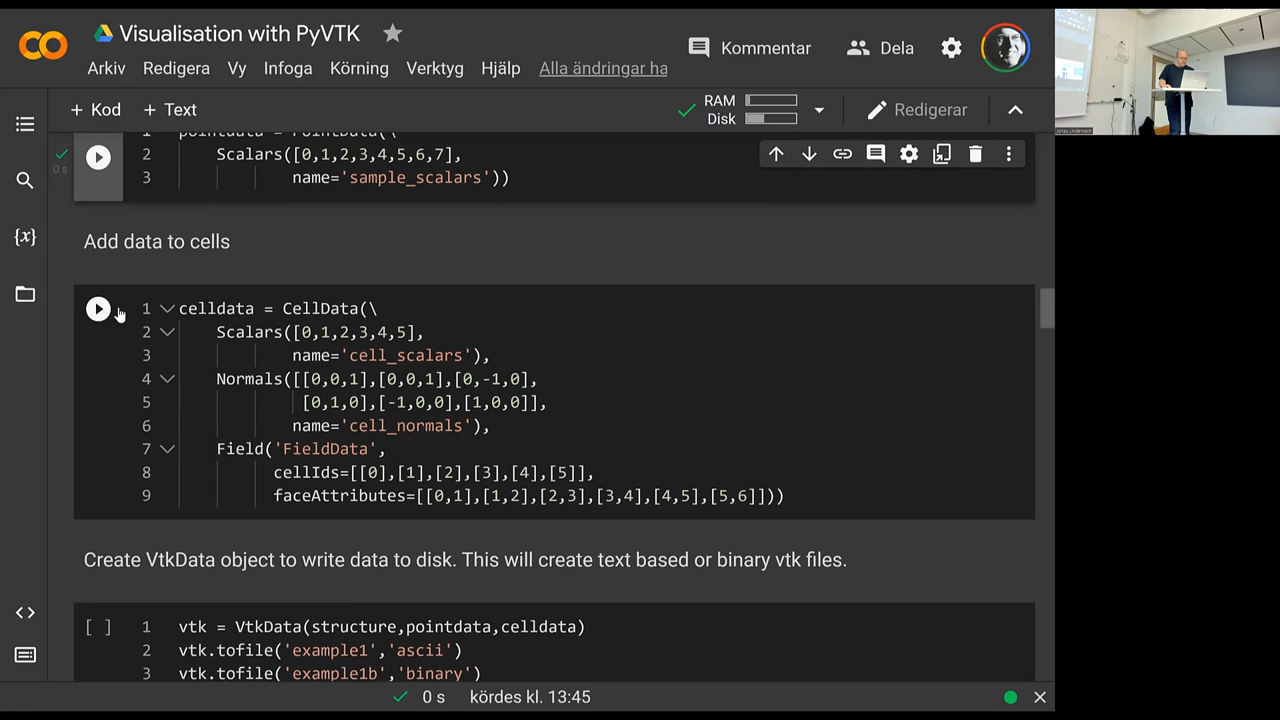 Visualisation with PyVTK
Kommentar
Dela
Arkiv Redigera Vy Infoga Körning Verktyg Hjälp Alla ändringar ha
+ Kod + Text
RAM
Disk
Redigerar
1 pointdata = PointData(\
2 Scalars([0,1,2,3,4,5,6,7],
3 name='sample_scalars'))
0 s
Add data to cells
1 celldata = CellData(\
2 Scalars([0,1,2,3,4,5],
3 name='cell_scalars'),
4 Normals([[0,0,1],[0,0,1],[0,-1,0],
5 [0,1,0],[-1,0,0],[1,0,0]],
6 name='cell_normals'),
7 Field('FieldData',
8 cellIds=[[0],[1],[2],[3],[4],[5]],
9 faceAttributes=[[0,1],[1,2],[2,3],[3,4],[4,5],[5,6]]))
Create VtkData object to write data to disk. This will create text based or binary vtk files.
[ ] 1 vtk = VtkData(structure,pointdata,celldata)
2 vtk.tofile('example1','ascii')
3 vtk.tofile('example1b','binary')
0 s kördes kl. 13:45
Jonas Lindemann